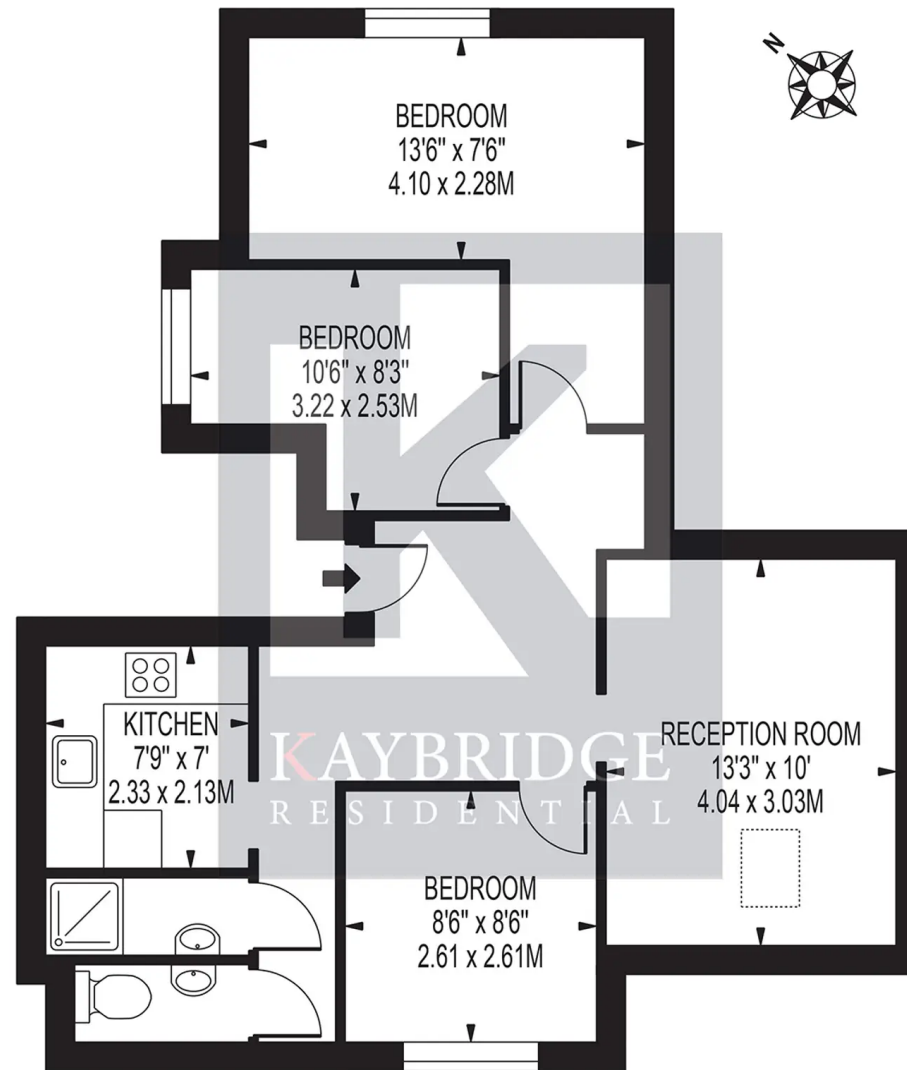 N
BEDROOM
13'6" x 7'6"
4.10 x 2.28M
BEDROOM
10'6" x 8'3"
3.22 x 2.53M
KITCHEN
7'9" x 7'
2.33 x 2.13M
RECEPTION ROOM
13'3" x 10'
4.04 x 3.03M
KAYBRIDGE
RESIDENTIAL
BEDROOM
8'6" x 8'6"
2.61 x 2.61M